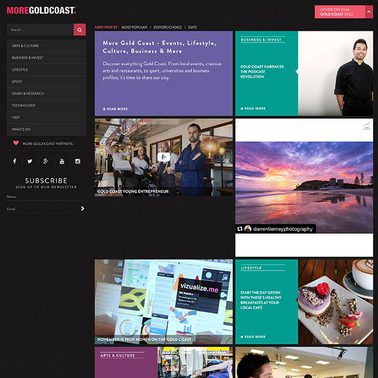 MOREGOLDCOAST.
Search...
ARTS & CULTURE
BUSINESS & INVEST
LIFESTYLE
SPORT
STUDY & RESEARCH
TECHNOLOGY
VISIT
WHAT'S ON
MORE GOLD COAST PARTNERS
SUBSCRIBE
SIGN UP TO OUR NEWSLETTER
Name
Email
SORT POST BY: MOST POPULAR / EDITORS CHOICE / DATE
OTHER OFFICIAL
GOLD COAST SITES
More Gold Coast - Events, Lifestyle,
Culture, Business & More
Discover everything Gold Coast. From local events, creative
arts and restaurants, to sport, universities and business
profiles, it's time to share our city.
READ MORE
BUSINESS & INVEST
GOLD COAST EMBRACES
THE PODCAST
REVOLUTION
READ MORE
GOLD COAST YOUNG ENTREPRENEUR
@darrentierneyphotography
vizualize.me
NOVEMBER IS TECH MONTH ON THE GOLD COAST
LIFESTYLE
START THE DAY GREEN
WITH THESE 5 HEALTHY
BREAKFASTS AT YOUR
LOCAL CAFÉ
READ MORE
ARTS & CULTURE